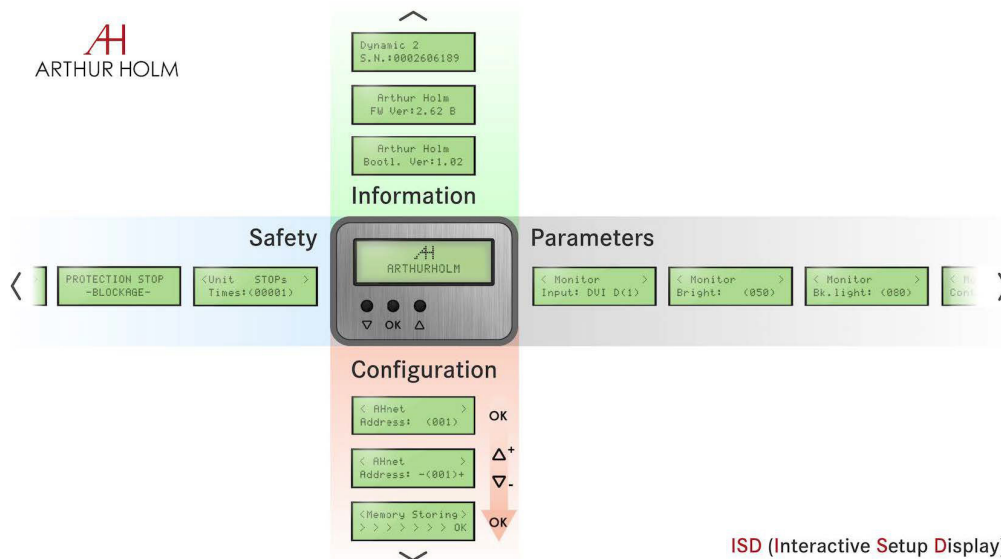 AH
ARTHUR HOLM
Dynamic 2
S.N.:0002606189
Arthur Holm
FW Ver:2.62 B
Arthur Holm
Bootl. Ver:1.02
Information
Safety
PROTECTION STOP
-BLOCKAGE-
<Unit STOPs >
Times:(00001)
AH
ARTHURHOLM
OK
Parameters
< Monitor >
Input: DVI D(1)
< Monitor >
Bright: (050)
< Monitor >
Bk.light: (080)
Configuration
< AHnet >
Address: (001)
OK
< AHnet >
Address: -(001)+
+
-
<Memory Storing>
> > > > > > > OK
OK
ISD (Interactive Setup Display)